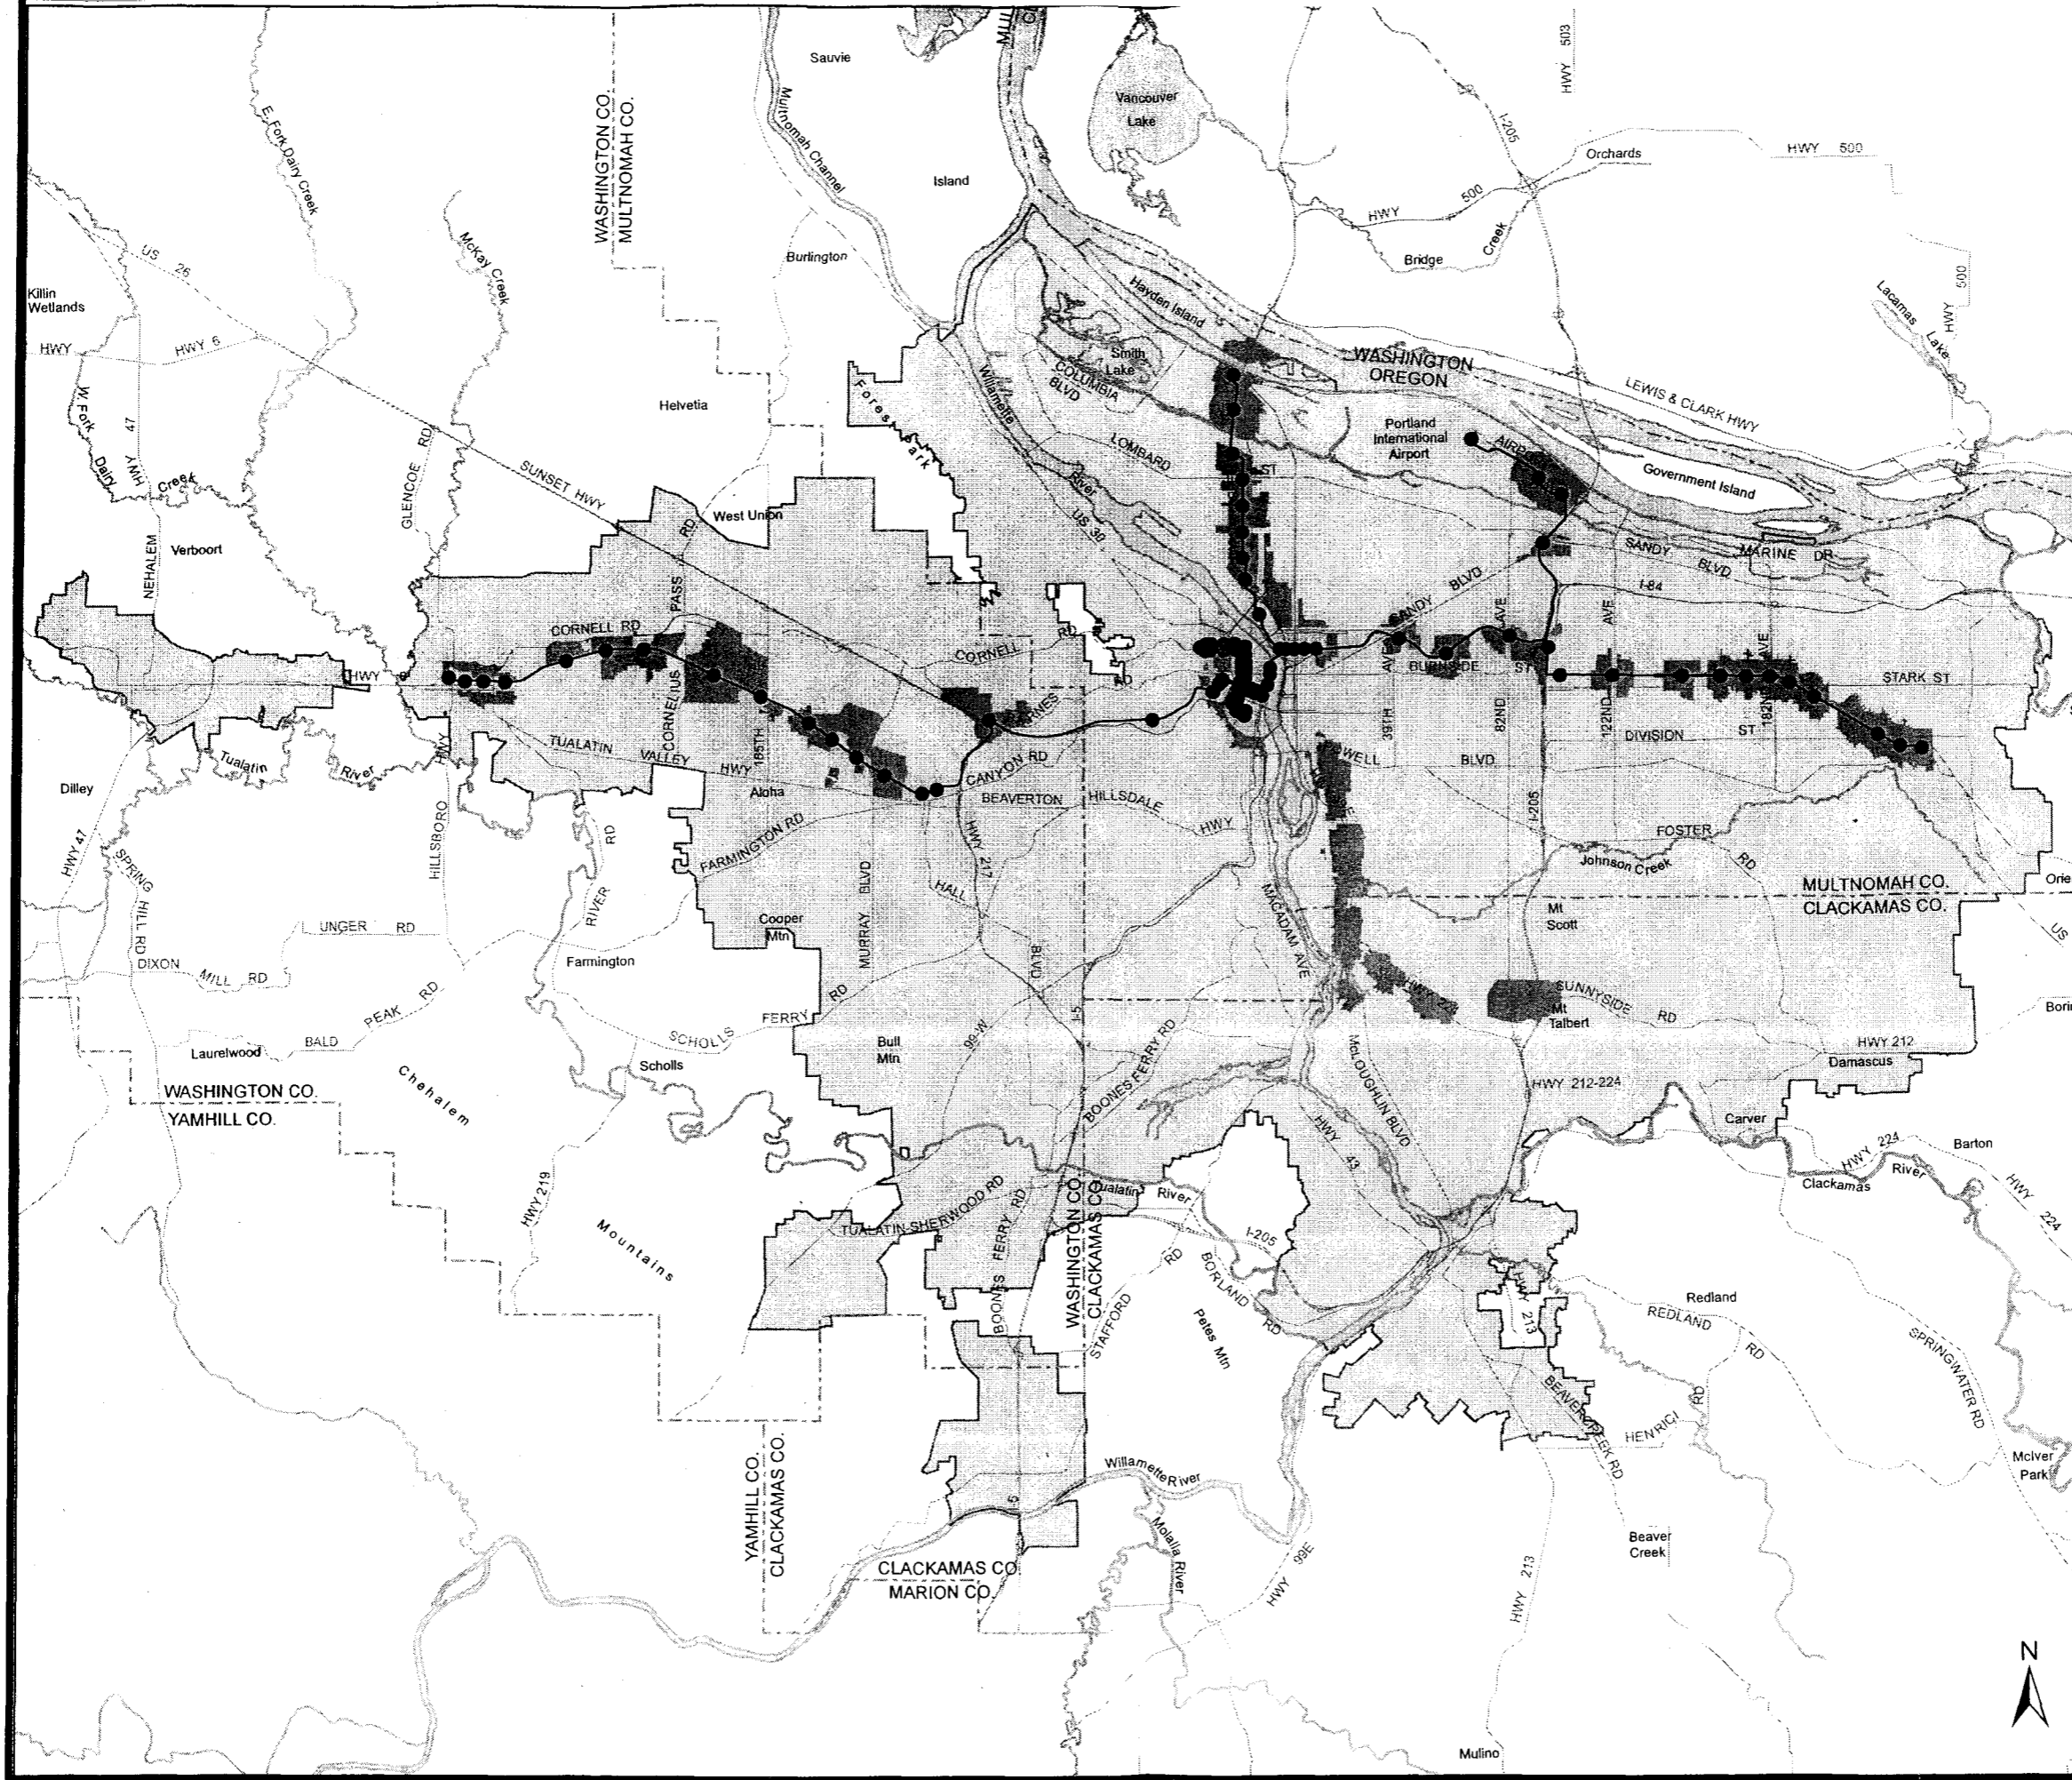 Sauvie
Island
Multnomah Channel
Vancouver
Lake
HWY 503
I-205
Orchards
HWY 500
HWY 500
Bridge
Creek
HWY 500
Lacamas
Lake
E. Fork Dairy Creek
McKay Creek
WASHINGTON CO.
MULTNOMAH CO.
Burlington
US 26
Killin
Wetlands
HWY
HWY 6
W. Fork
Dairy
Creek
47
HWY
Hayden Island
Smith
Lake
COLUMBIA
BLVD
WASHINGTON
OREGON
LEWIS & CLARK HWY
Helvetia
Forest Park
Willamette
River
LOMBARD
ST
Portland
International
Airport
Government Island
GLENCOE RD
SUNSET HWY
West Union
RD
PASS
CORNELIUS
US 30
Verboort
NEHALEM
SANDY
BLVD
MARINE DR
I-84
SANDY
BLVD
CORNELL RD
CORNELL
RD
HWY
8
BURNSIDE
ST
39TH
AVE
82ND
AVE
122ND
AVE
182ND
AVE
STARK ST
DIVISION
ST
BLVD
TUALATIN
VALLEY
HWY
185TH
Aloha
CANYON RD
BEAVERTON
HILLSDALE
HWY
Tualatin
River
Dilley
HWY 47
HWY
HILLSBORO
RIVER
RD
FARMINGTON RD
HWY 217
HALL
BLVD
MURRAY BLVD
I-205
FOSTER
RD
Johnson Creek
MULTNOMAH CO.
CLACKAMAS CO.
US
SPRING
HILL RD
UNGER RD
DIXON
MILL RD
Cooper
Mtn
Farmington
MACADAM AVE
Mt
Scott
SUNNYSIDE
RD
Mt
Talbert
BALD
PEAK RD
Laurelwood
SCHOLLS
FERRY
RD
Scholls
Bull
Mtn
99-W
I-5
BOONES FERRY RD
McLOUGHLIN BLVD
HWY 212
Damascus
HWY 212-224
WASHINGTON CO.
YAMHILL CO.
Chehalem
Mountains
HWY 219
HWY 43
Carver
HWY 224
Barton
River
Clackamas
HWY
224
TUALATIN-SHERWOOD RD
BOONES FERRY RD
Tualatin
River
WASHINGTON CO.
CLACKAMAS CO.
I-205
STAFFORD
RD
BORLAND
RD
Petes Mtn
HWY
213
Redland
REDLAND
RD
SPRINGWATER RD
BEAVERCREEK RD
HENRICI
RD
McIver
Park
YAMHILL CO.
CLACKAMAS CO.
Willamette River
I-5
Molalla River
CLACKAMAS CO.
MARION CO.
HWY 99E
HWY 213
Beaver
Creek
Mulino
N